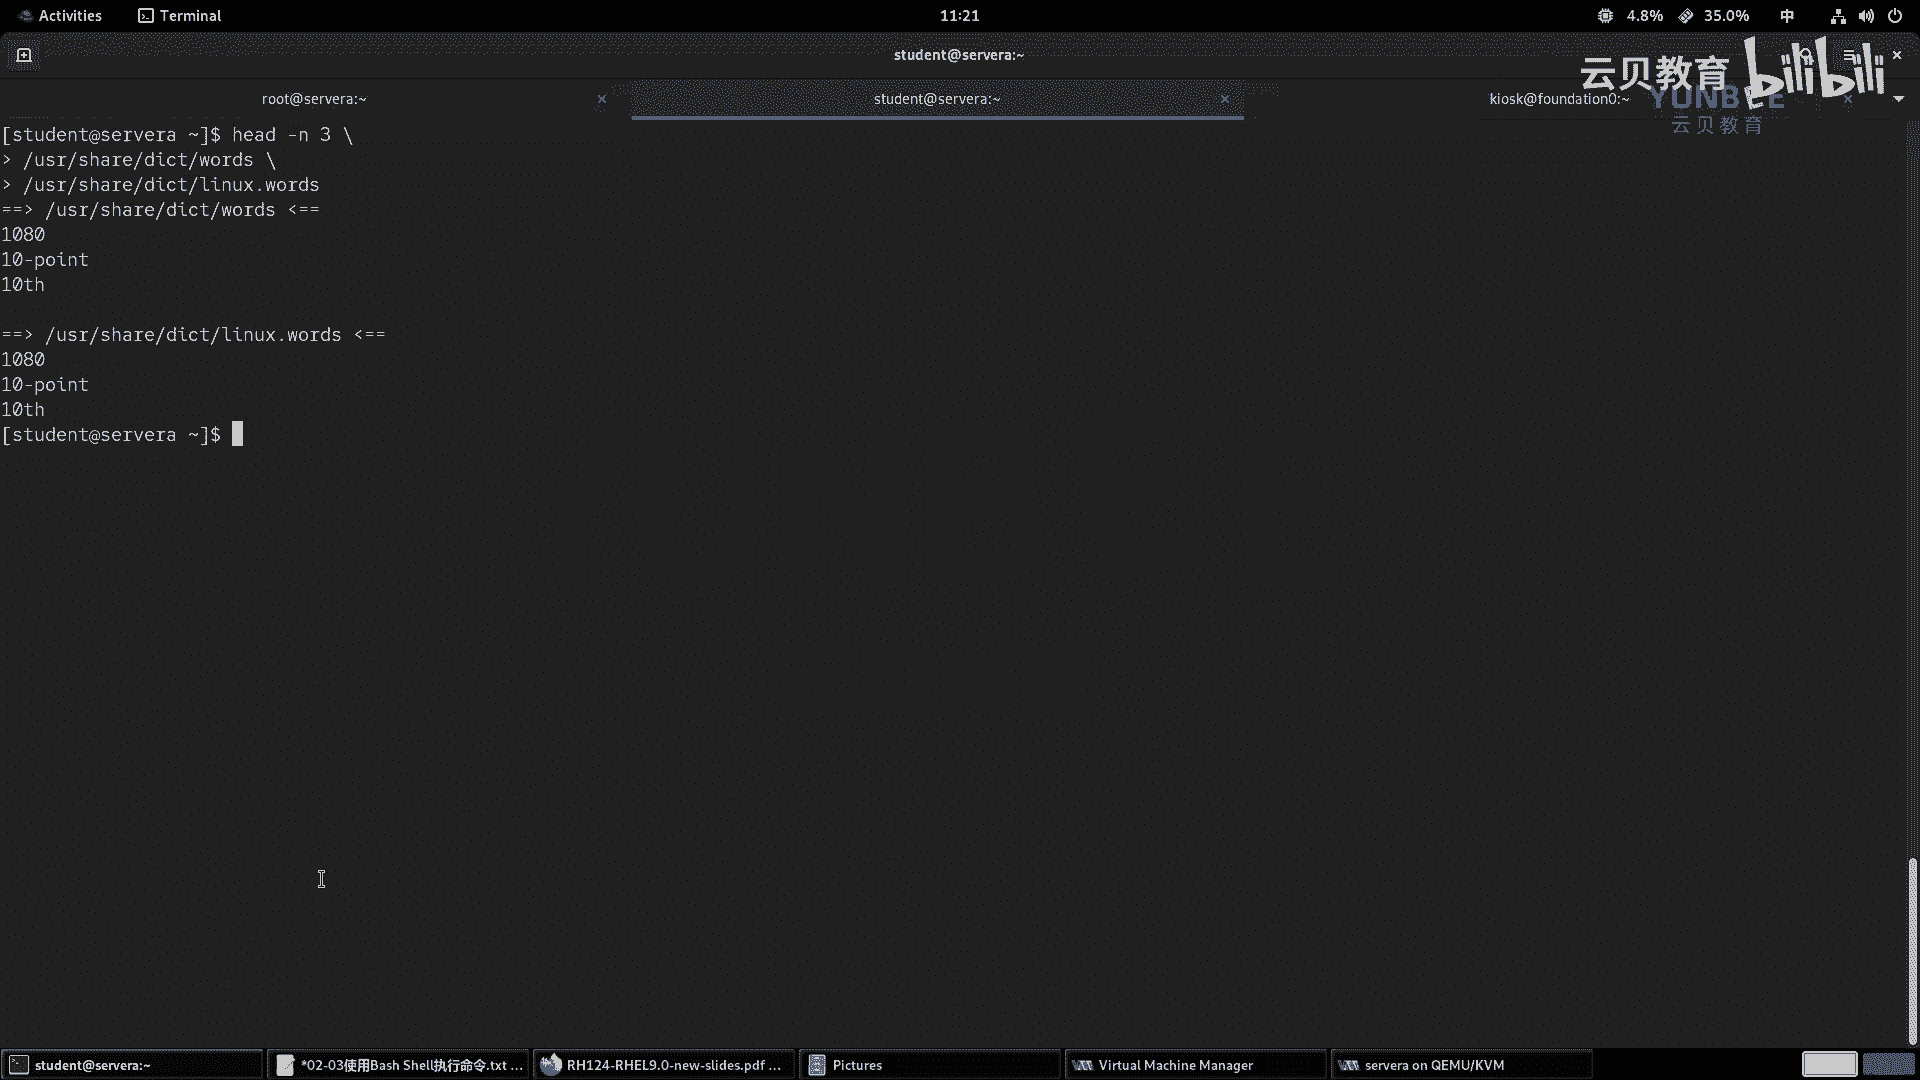 Activities Terminal 11:21 4.8% 35.0% 中
student@servera:~
云贝教育 bilibili
root@servera:~ student@servera:~ kiosk@foundation0:~ YUNBEE
云贝教育
[student@servera ~]$ head -n 3 \
> /usr/share/dict/words \
> /usr/share/dict/linux.words
==> /usr/share/dict/words <==
1080
10-point
10th
==> /usr/share/dict/linux.words <==
1080
10-point
10th
[student@servera ~]$
student@servera:~ *02-03使用Bash Shell执行命令.txt ... RH124-RHEL9.0-new-slides.pdf ... Pictures Virtual Machine Manager servera on QEMU/KVM